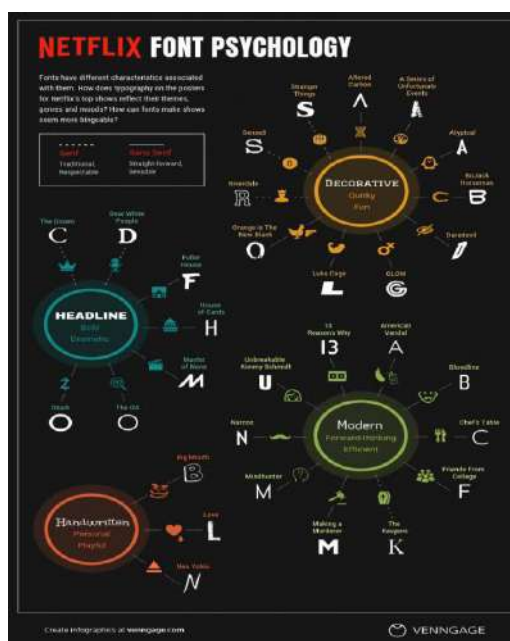 NETFLIX FONT PSYCHOLOGY
Fonts have different characteristics associated
with them. How does typography on the posters
for Netflix's top shows reflect their themes,
genres and moods? How can fonts make shows
seem more bingeable?
Serif
Traditional,
Respectable
Sans Serif
Straight-forward,
Sensible
DECORATIVE
Quirky
Fun
Stranger
Things
S
Altered
Carbon
A
A Series of
Unfortunate
Events
A
Atypical
A
BoJack
Horseman
B
Daredevil
D
GLOW
G
Luke Cage
L
Orange is The
New Black
O
Riverdale
R
Sense8
S
HEADLINE
Bold
Dramatic
The Crown
C
Dear White
People
D
Fuller
House
F
House
of Cards
H
Master
of None
M
The OA
O
O
Modern
Forward-thinking
Efficient
13
Reasons Why
13
American
Vandal
A
Bloodline
B
Chef's Table
C
Friends From
College
F
The
Keepers
K
Making a
Murderer
M
Mindhunter
M
Narcos
N
Unbreakable
Kimmy Schmidt
U
Handwritten
Personal
Playful
Big Mouth
B
Love
L
Nev
N
Create infographics at venngage.com
VENNGAGE